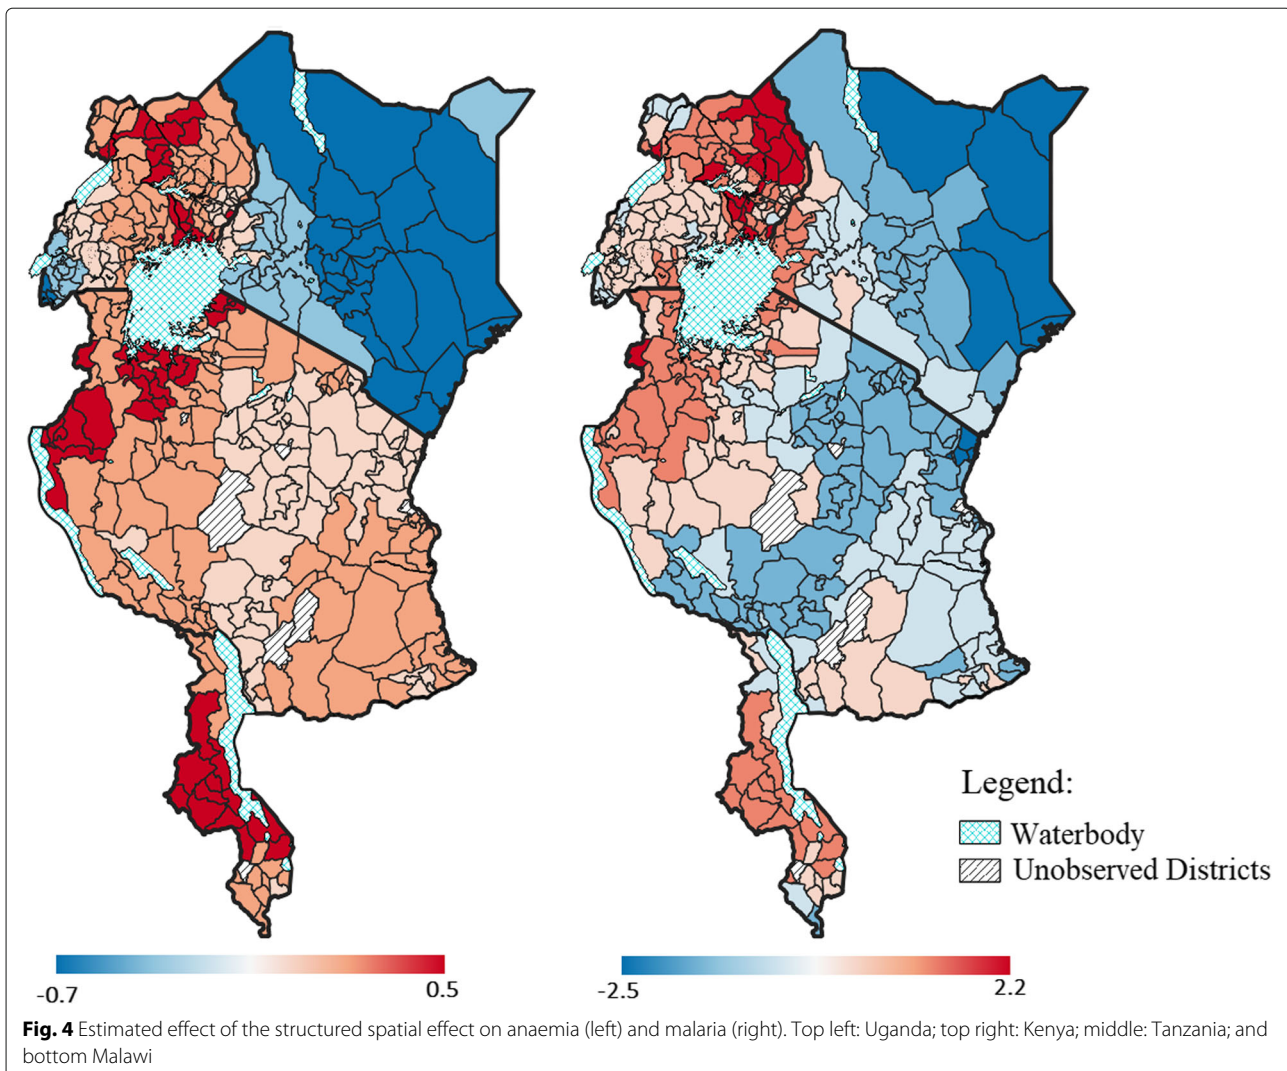 Legend:
Waterbody
Unobserved Districts
-0.7
0.5
-2.5
2.2
Fig. 4 Estimated effect of the structured spatial effect on anaemia (left) and malaria (right). Top left: Uganda; top right: Kenya; middle: Tanzania; and
bottom Malawi